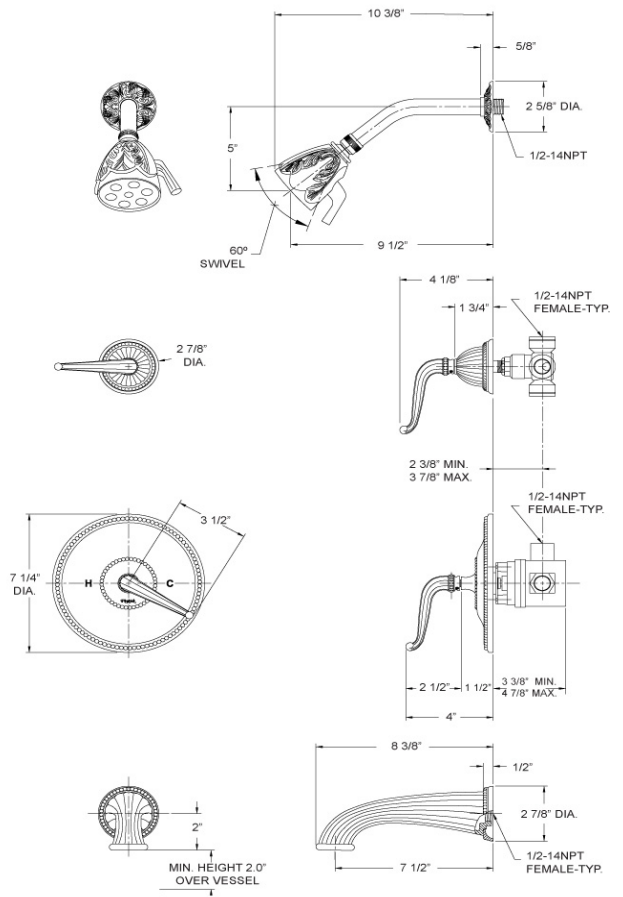 10 3/8"
5/8"
2 5/8" DIA.
1/2-14NPT
5"
60º
SWIVEL
9 1/2"
4 1/8"
1 3/4"
1/2-14NPT
FEMALE-TYP.
2 7/8"
DIA.
2 3/8" MIN.
3 7/8" MAX.
1/2-14NPT
FEMALE-TYP.
3 1/2"
7 1/4"
DIA.
H
C
2 1/2"
1 1/2"
3 3/8" MIN.
4 7/8" MAX.
4"
8 3/8"
1/2"
2 7/8" DIA.
2"
7 1/2"
1/2-14NPT
FEMALE-TYP.
MIN. HEIGHT 2.0"
OVER VESSEL